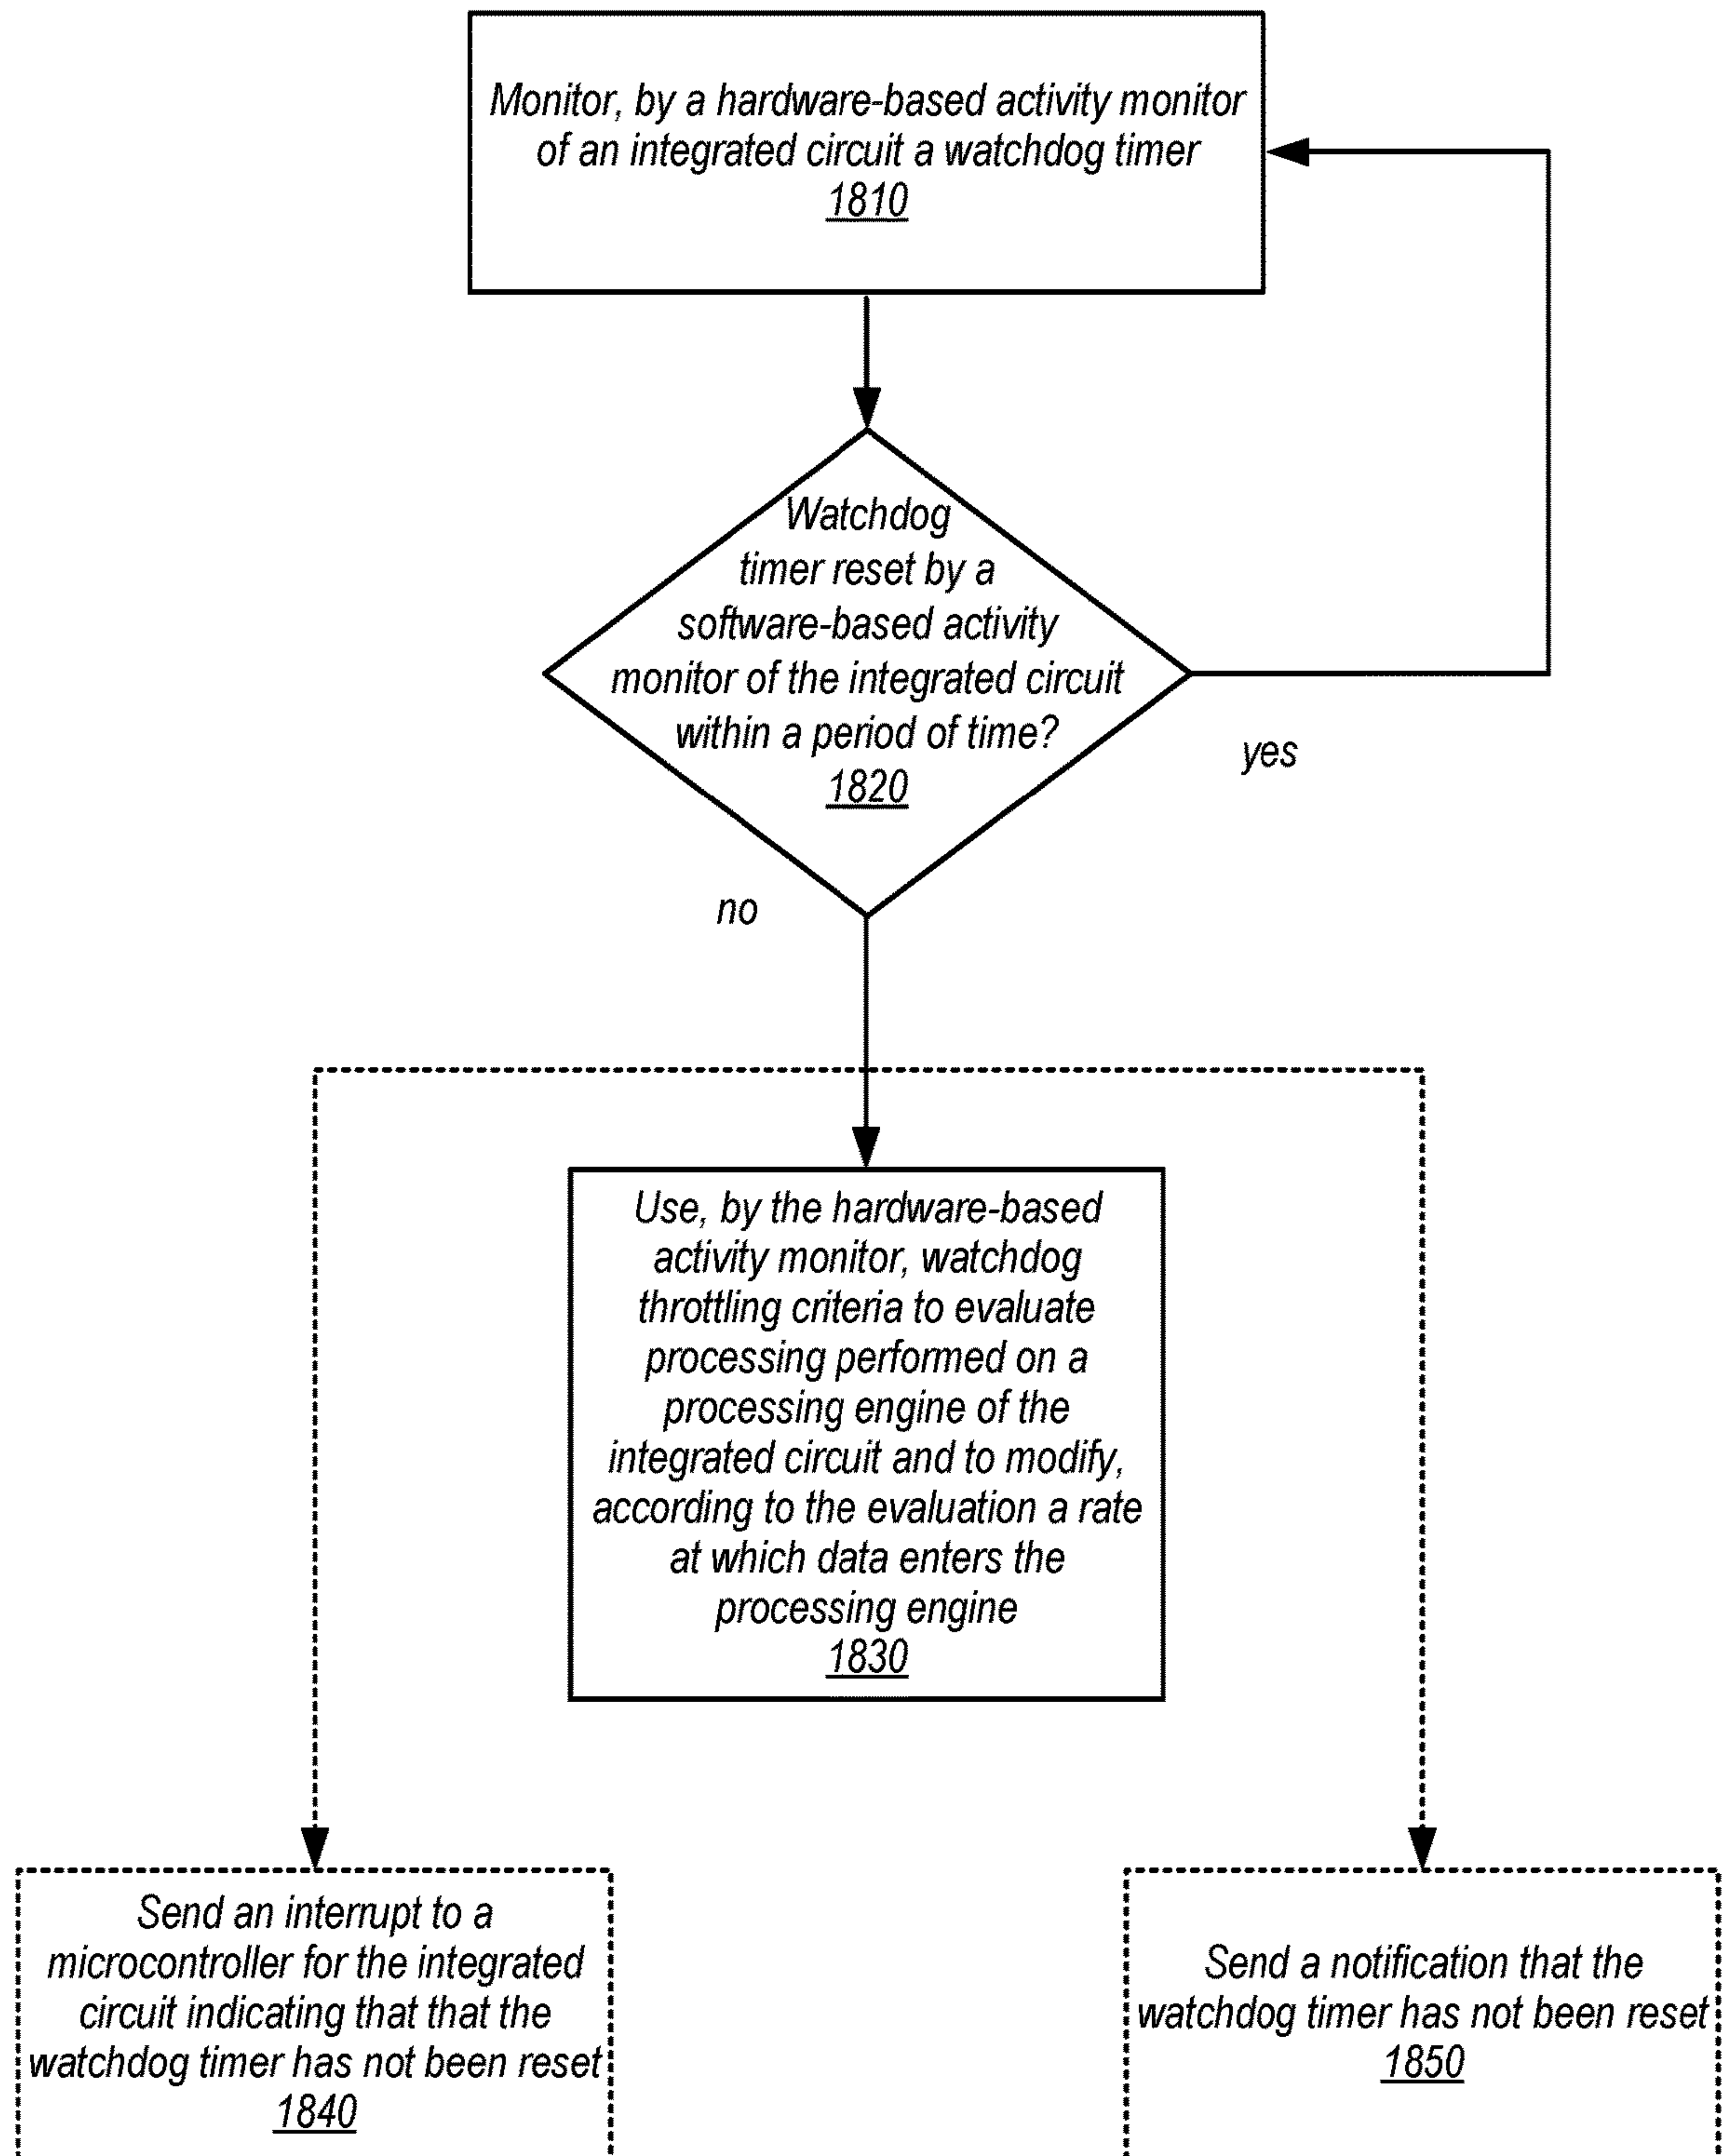 Monitor, by a hardware-based activity monitor
of an integrated circuit a watchdog timer
1810
Watchdog
timer reset by a
software-based activity
monitor of the integrated circuit
within a period of time?
1820
yes
no
Use, by the hardware-based
activity monitor, watchdog
throttling criteria to evaluate
processing performed on a
processing engine of the
integrated circuit and to modify,
according to the evaluation a rate
at which data enters the
processing engine
1830
Send an interrupt to a
microcontroller for the integrated
circuit indicating that that the
watchdog timer has not been reset
1840
Send a notification that the
watchdog timer has not been reset
1850